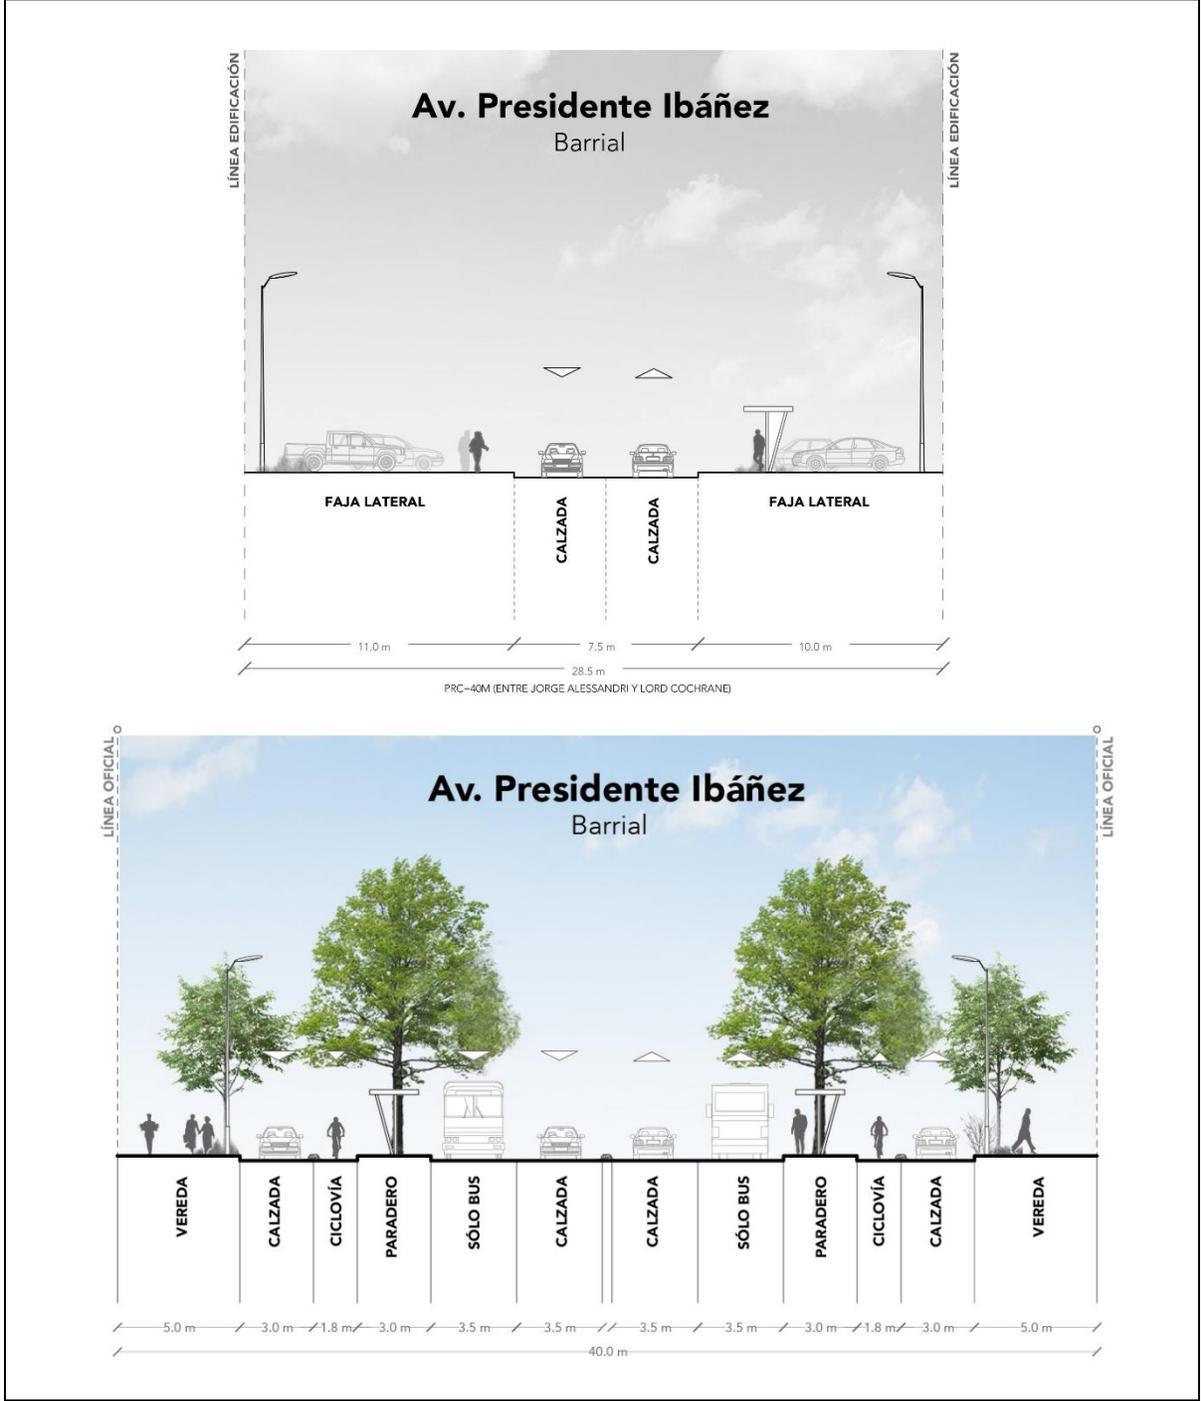 LÍNEA EDIFICACIÓN
LÍNEA EDIFICACIÓN
Av. Presidente Ibáñez
Barrial
FAJA LATERAL
CALZADA
CALZADA
FAJA LATERAL
11.0 m
7.5 m
10.0 m
28.5 m
PRC–40M (ENTRE JORGE ALESSANDRI Y LORD COCHRANE)
LÍNEA OFICIAL
LÍNEA OFICIAL
Av. Presidente Ibáñez
Barrial
VEREDA
CALZADA
CICLOVÍA
PARADERO
SÓLO BUS
CALZADA
CALZADA
SÓLO BUS
PARADERO
CICLOVÍA
CALZADA
VEREDA
5.0 m
3.0 m
1.8 m
3.0 m
3.5 m
3.5 m
3.5 m
3.5 m
3.0 m
1.8 m
3.0 m
5.0 m
40.0 m